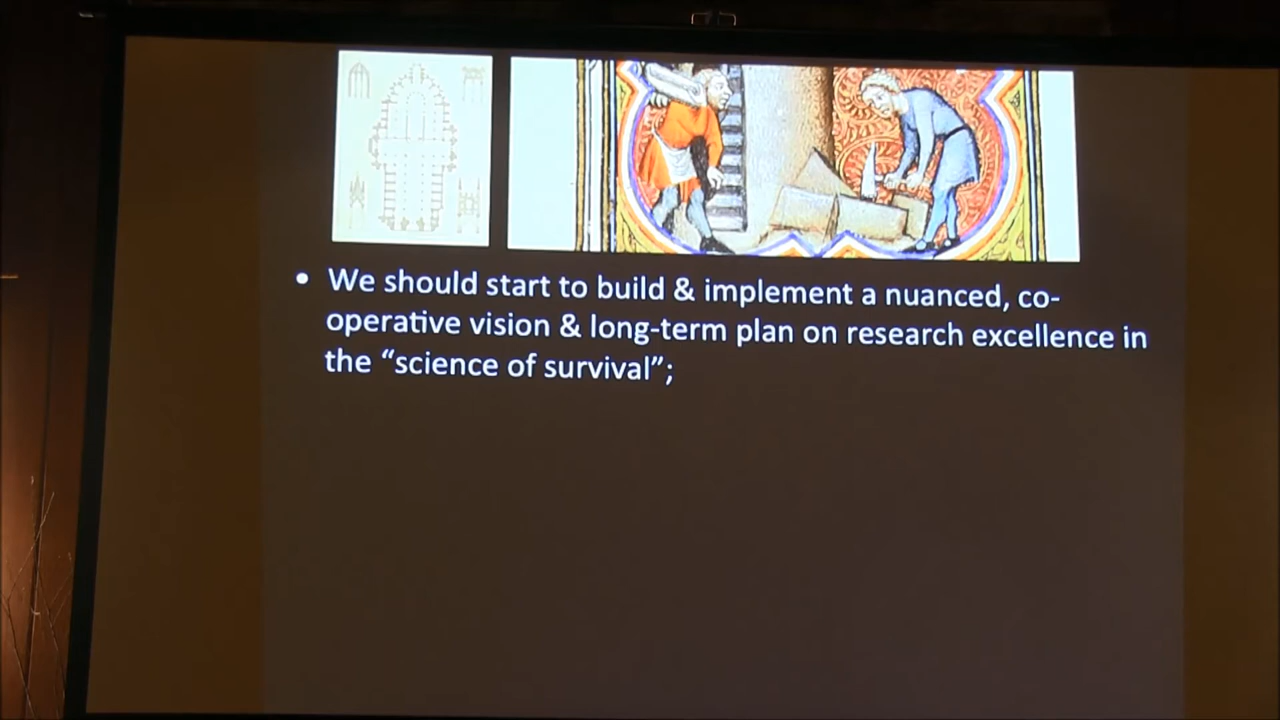 • We should start to build & implement a nuanced, co-
operative vision & long-term plan on research excellence in
the “science of survival”;